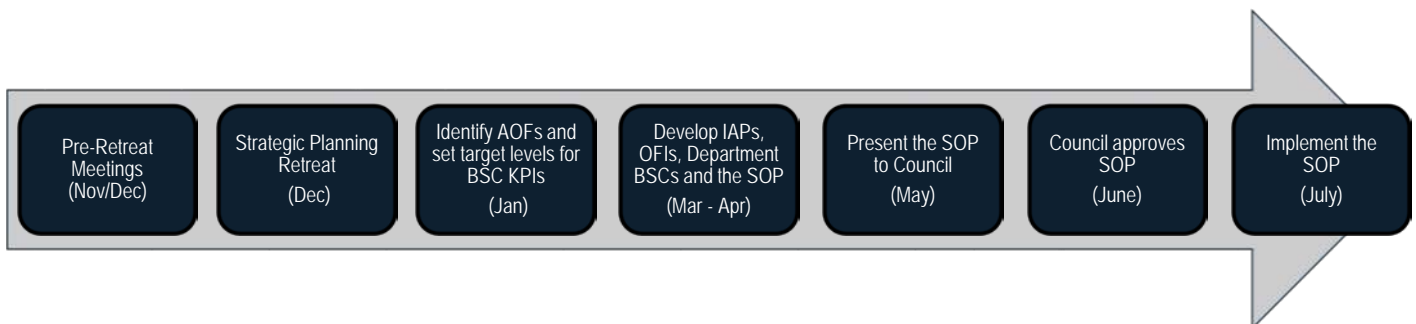 Pre-Retreat
Meetings
(Nov/Dec)
Strategic Planning
Retreat
(Dec)
Identify AOFs and
set target levels for
BSC KPIs
(Jan)
Develop IAPs,
OFIs, Department
BSCs and the SOP
(Mar - Apr)
Present the SOP
to Council
(May)
Council approves
SOP
(June)
Implement the
SOP
(July)